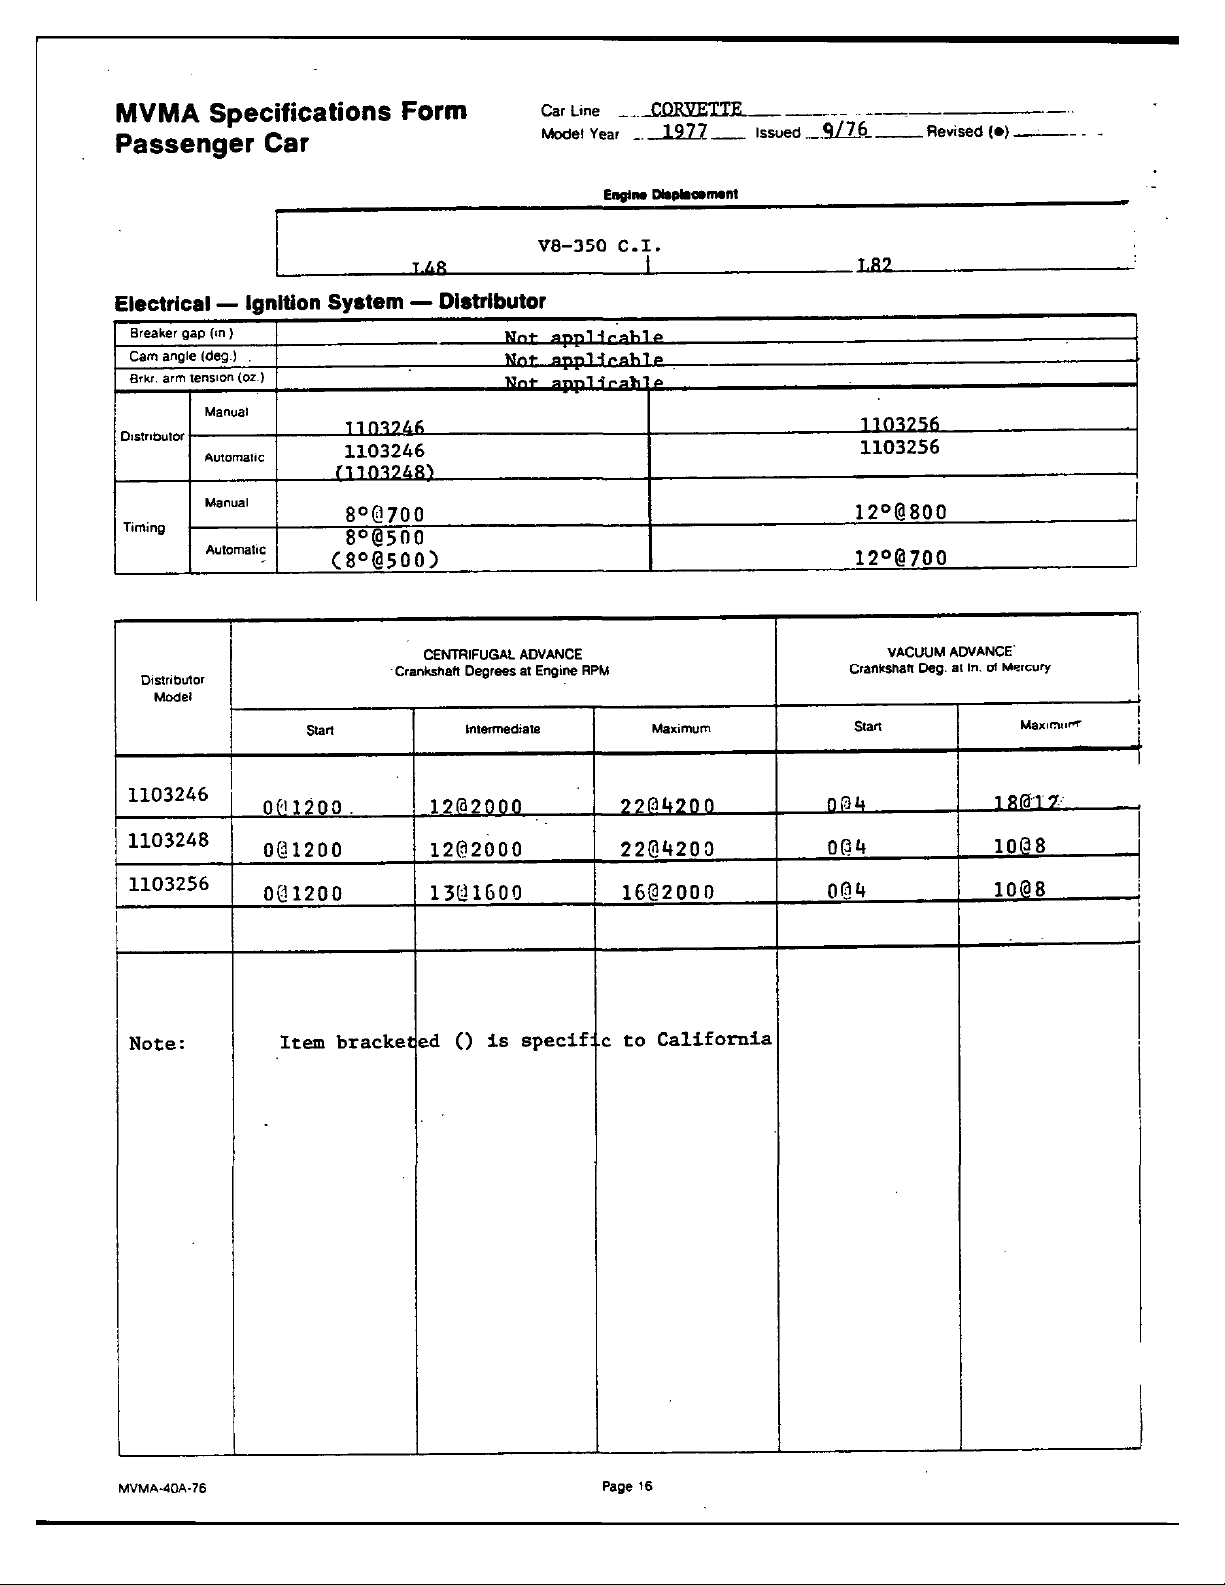 MVMA Specifications Form
Passenger Car
Car Line CORVETTE
Model Year 1977 Issued 9/76 Revised (•)
Engine Displacement
V8-350 C.I.
L48 L82
Electrical — Ignition System — Distributor
Breaker gap (in) Not applicable
Cam angle (deg.) Not applicable
Brkr. arm tension (oz.) Not applicable
Distributor Manual 1103246 1103256
Automatic 1103246 1103256
(1103248)
Timing Manual 8°@700 12°@800
Automatic 8°@500
(8°@500) 12°@700
Distributor Model
CENTRIFUGAL ADVANCE
Crankshaft Degrees at Engine RPM
VACUUM ADVANCE
Crankshaft Deg. at In. of Mercury
Start Intermediate Maximum Start Maximum
1103246 0@1200 12@2000 22@4200 0@4 18@12
1103248 0@1200 12@2000 22@4200 0@4 10@8
1103256 0@1200 13@1600 16@2000 0@4 10@8
Note: Item bracketed () is specific to California
MVMA-40A-76 Page 16